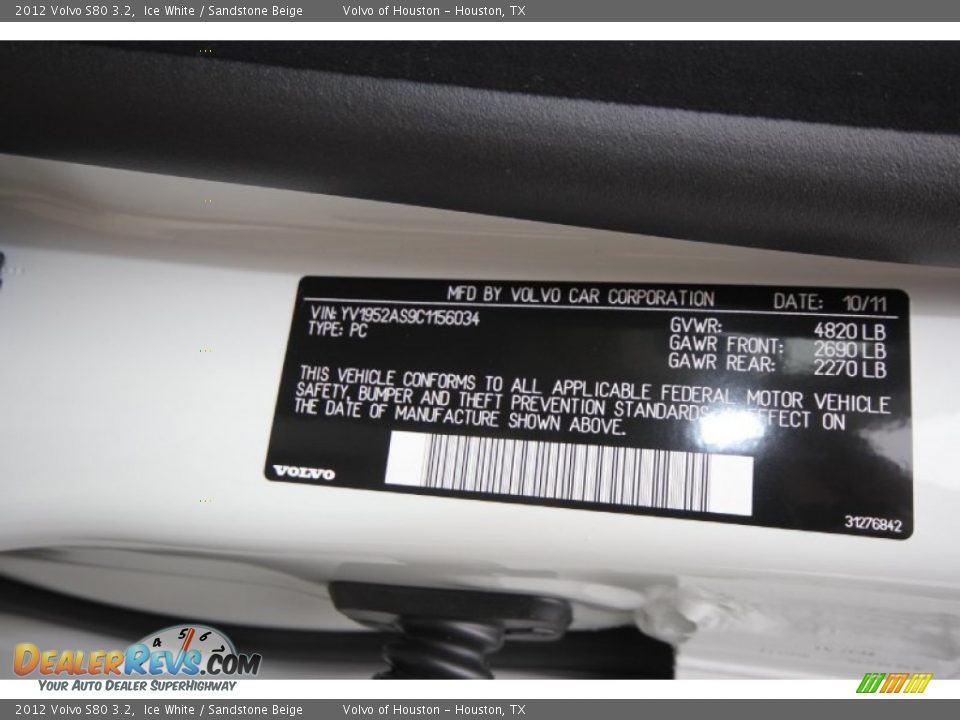 2012 Volvo S80 3.2, Ice White / Sandstone Beige Volvo of Houston - Houston, TX
MFD BY VOLVO CAR CORPORATION DATE: 10/11
VIN: YV1952AS9C1156034 GVWR: 4820 LB
TYPE: PC GAWR FRONT: 2690 LB
GAWR REAR: 2270 LB
THIS VEHICLE CONFORMS TO ALL APPLICABLE FEDERAL MOTOR VEHICLE
SAFETY, BUMPER AND THEFT PREVENTION STANDARDS EFFECT ON
THE DATE OF MANUFACTURE SHOWN ABOVE.
VOLVO
31276842
4 5 6
DEALERREVS.COM
YOUR AUTO DEALER SUPERHIGHWAY
2012 Volvo S80 3.2, Ice White / Sandstone Beige Volvo of Houston - Houston, TX